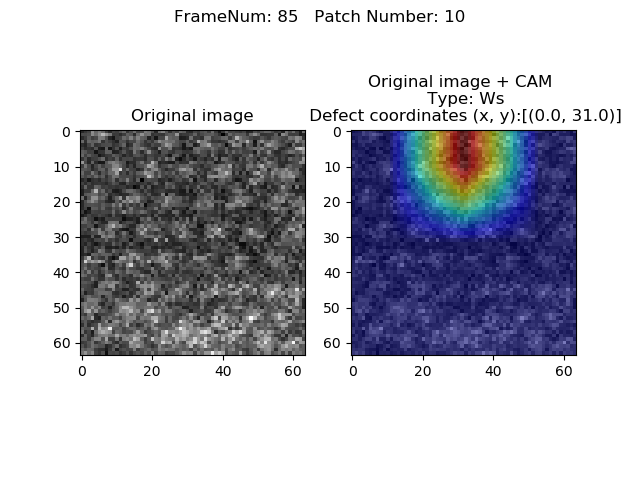 FrameNum: 85   Patch Number: 10
Original image
Original image + CAM
Type: Ws
Defect coordinates (x, y):[(0.0, 31.0)]
0
10
20
30
40
50
60
0 20 40 60
0
10
20
30
40
50
60
0 20 40 60